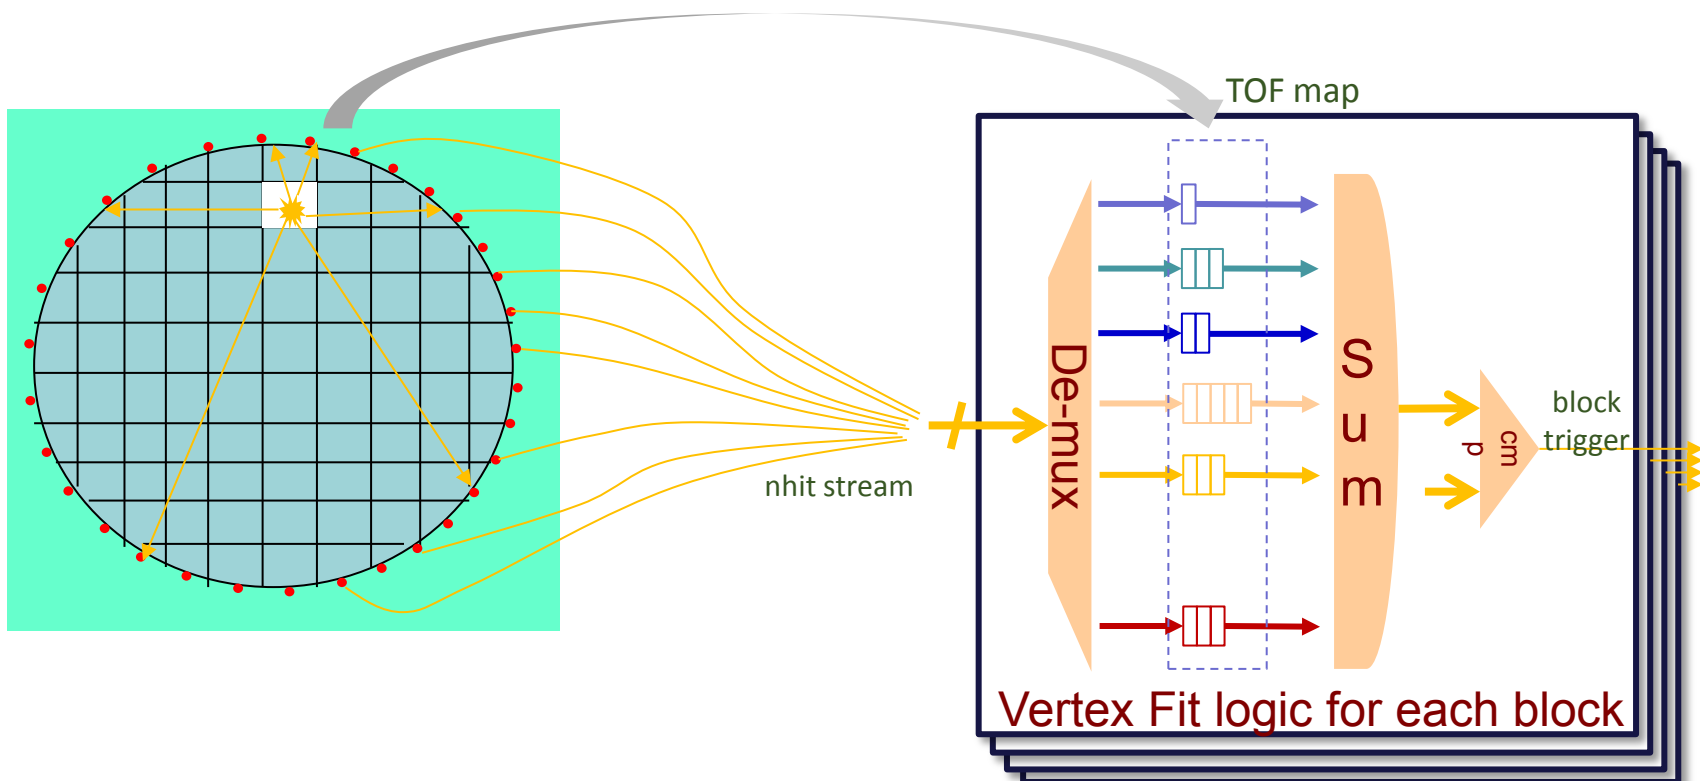 TOF map
De-mux
S
u
m
cm
p
block
trigger
nhit stream
Vertex Fit logic for each block